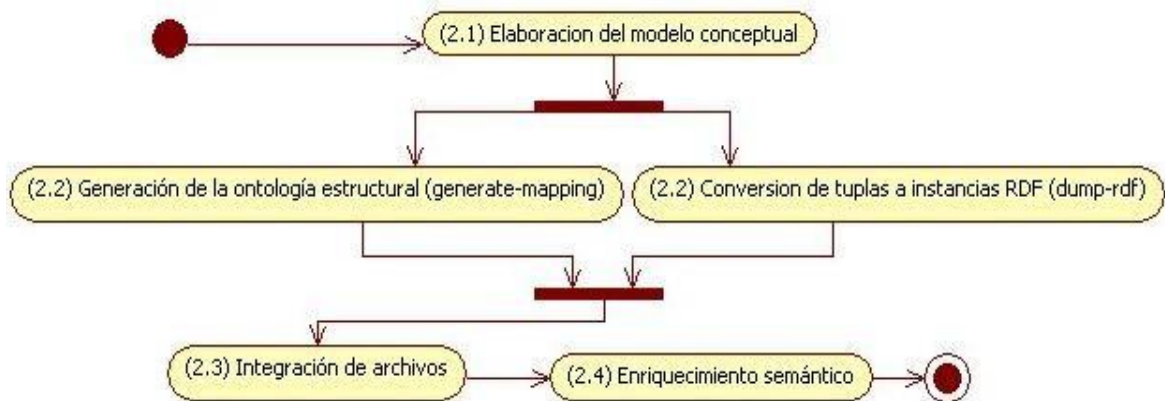 (2.1) Elaboracion del modelo conceptual
(2.2) Generación de la ontología estructural (generate-mapping)
(2.2) Conversion de tuplas a instancias RDF (dump-rdf)
(2.3) Integración de archivos
(2.4) Enriquecimiento semántico